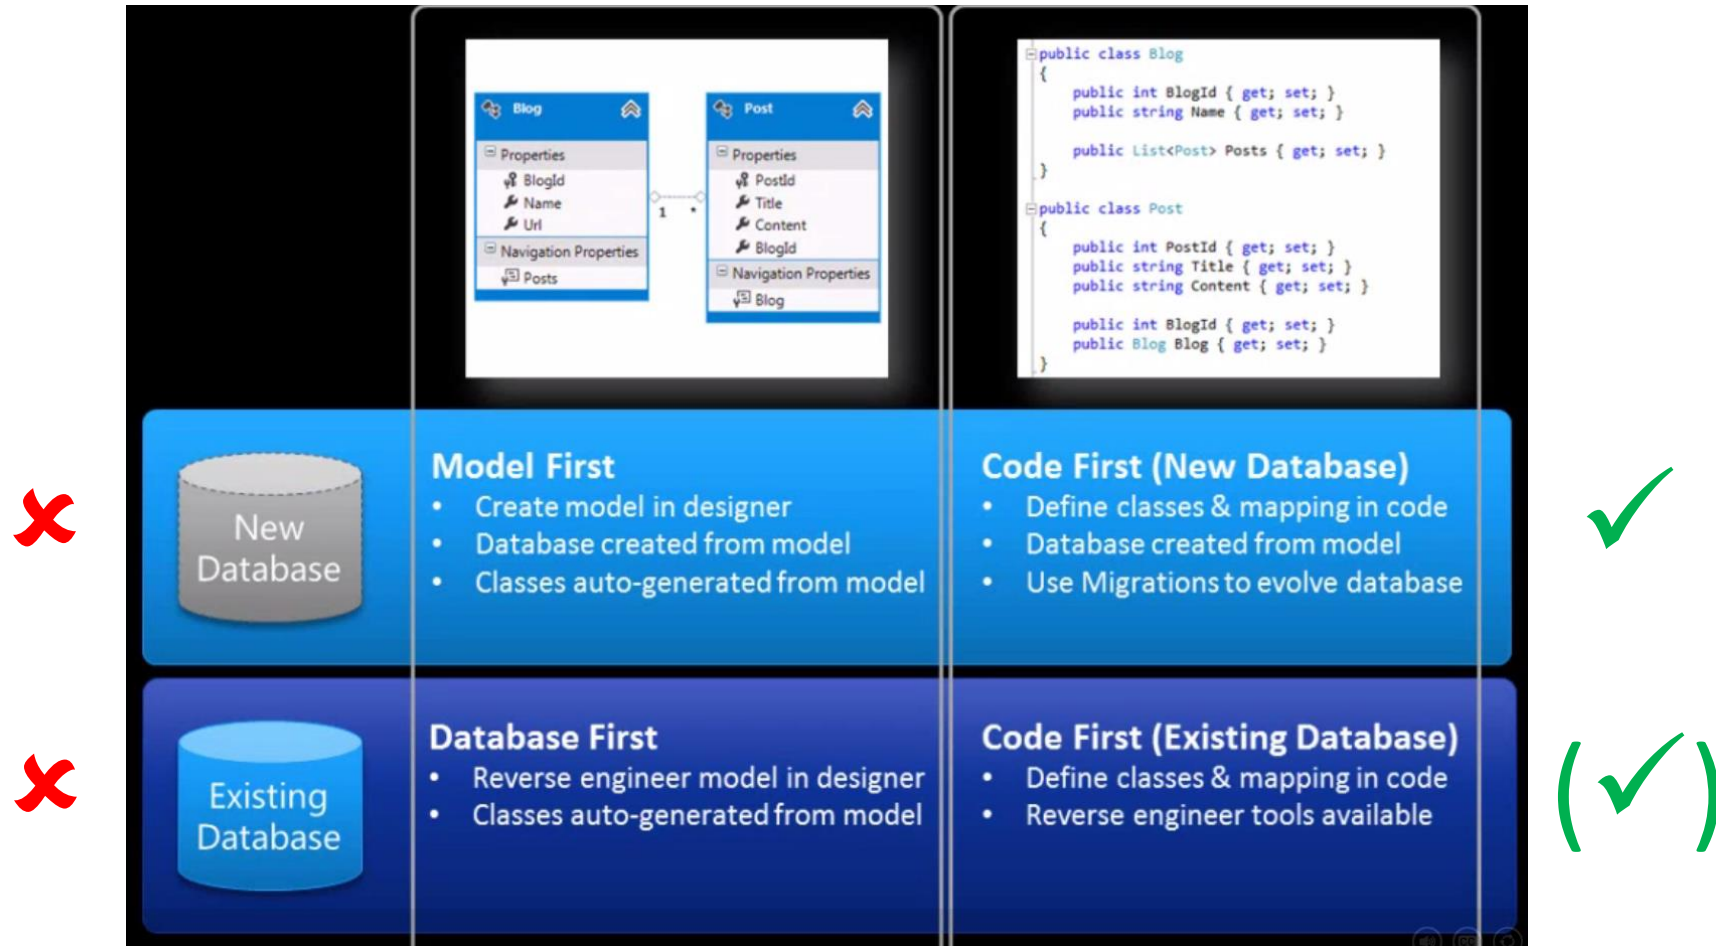 Blog
Properties
BlogId
Name
Url
Navigation Properties
Posts
1 *
Post
Properties
PostId
Title
Content
BlogId
Navigation Properties
Blog
public class Blog
{
public int BlogId { get; set; }
public string Name { get; set; }
public List<Post> Posts { get; set; }
}
public class Post
{
public int PostId { get; set; }
public string Title { get; set; }
public string Content { get; set; }
public int BlogId { get; set; }
public Blog Blog { get; set; }
}
New
Database
Model First
• Create model in designer
• Database created from model
• Classes auto-generated from model
Code First (New Database)
• Define classes & mapping in code
• Database created from model
• Use Migrations to evolve database
Existing
Database
Database First
• Reverse engineer model in designer
• Classes auto-generated from model
Code First (Existing Database)
• Define classes & mapping in code
• Reverse engineer tools available